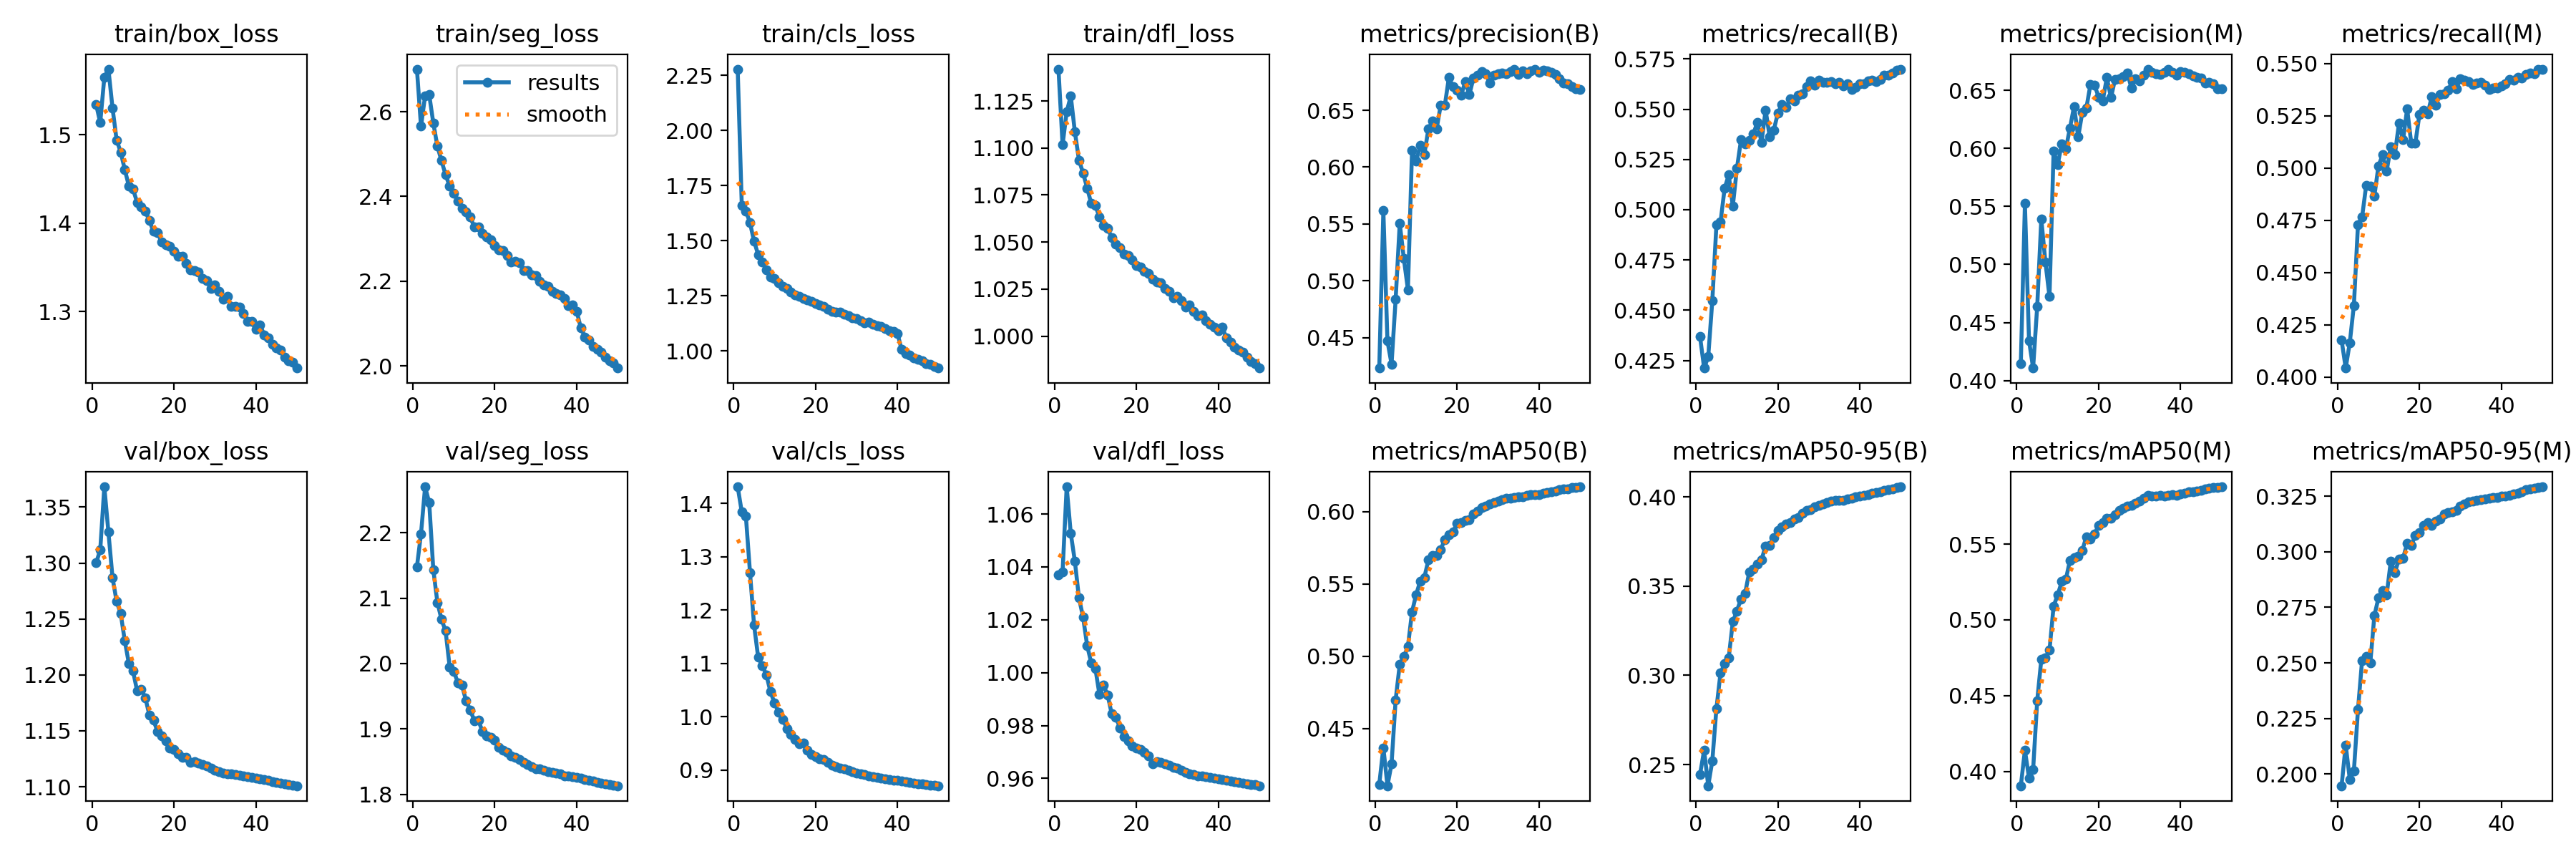 train/box_loss
1.5
1.4
1.3
0 20 40
train/seg_loss
results
smooth
2.6
2.4
2.2
2.0
0 20 40
train/cls_loss
2.25
2.00
1.75
1.50
1.25
1.00
0 20 40
train/dfl_loss
1.125
1.100
1.075
1.050
1.025
1.000
0 20 40
metrics/precision(B)
0.65
0.60
0.55
0.50
0.45
0 20 40
metrics/recall(B)
0.575
0.550
0.525
0.500
0.475
0.450
0.425
0 20 40
metrics/precision(M)
0.65
0.60
0.55
0.50
0.45
0.40
0 20 40
metrics/recall(M)
0.550
0.525
0.500
0.475
0.450
0.425
0.400
0 20 40
val/box_loss
1.35
1.30
1.25
1.20
1.15
1.10
0 20 40
val/seg_loss
2.2
2.1
2.0
1.9
1.8
0 20 40
val/cls_loss
1.4
1.3
1.2
1.1
1.0
0.9
0 20 40
val/dfl_loss
1.06
1.04
1.02
1.00
0.98
0.96
0 20 40
metrics/mAP50(B)
0.60
0.55
0.50
0.45
0 20 40
metrics/mAP50-95(B)
0.40
0.35
0.30
0.25
0 20 40
metrics/mAP50(M)
0.55
0.50
0.45
0.40
0 20 40
metrics/mAP50-95(M)
0.325
0.300
0.275
0.250
0.225
0.200
0 20 40